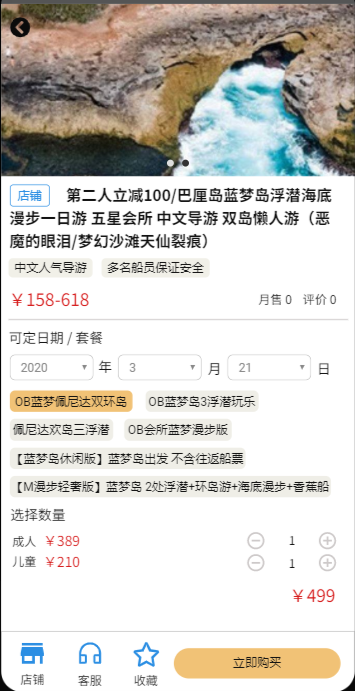 店铺 第二人立减100/巴厘岛蓝梦岛浮潜海底
漫步一日游 五星会所 中文导游 双岛懒人游（恶
魔的眼泪/梦幻沙滩天仙裂痕）
中文人气导游 多名船员保证安全
￥158-618 月售 0 评价 0
可定日期 / 套餐
2020 年 3 月 21 日
OB蓝梦佩尼达双环岛 OB蓝梦岛3浮潜玩乐
佩尼达欢岛三浮潜 OB会所蓝梦漫步版
【蓝梦岛休闲版】蓝梦岛出发 不含往返船票
【M漫步轻奢版】蓝梦岛 2处浮潜+环岛游+海底漫步+香蕉船
选择数量
成人 ￥389 1
儿童 ￥210 1
￥499
店铺 客服 收藏 立即购买